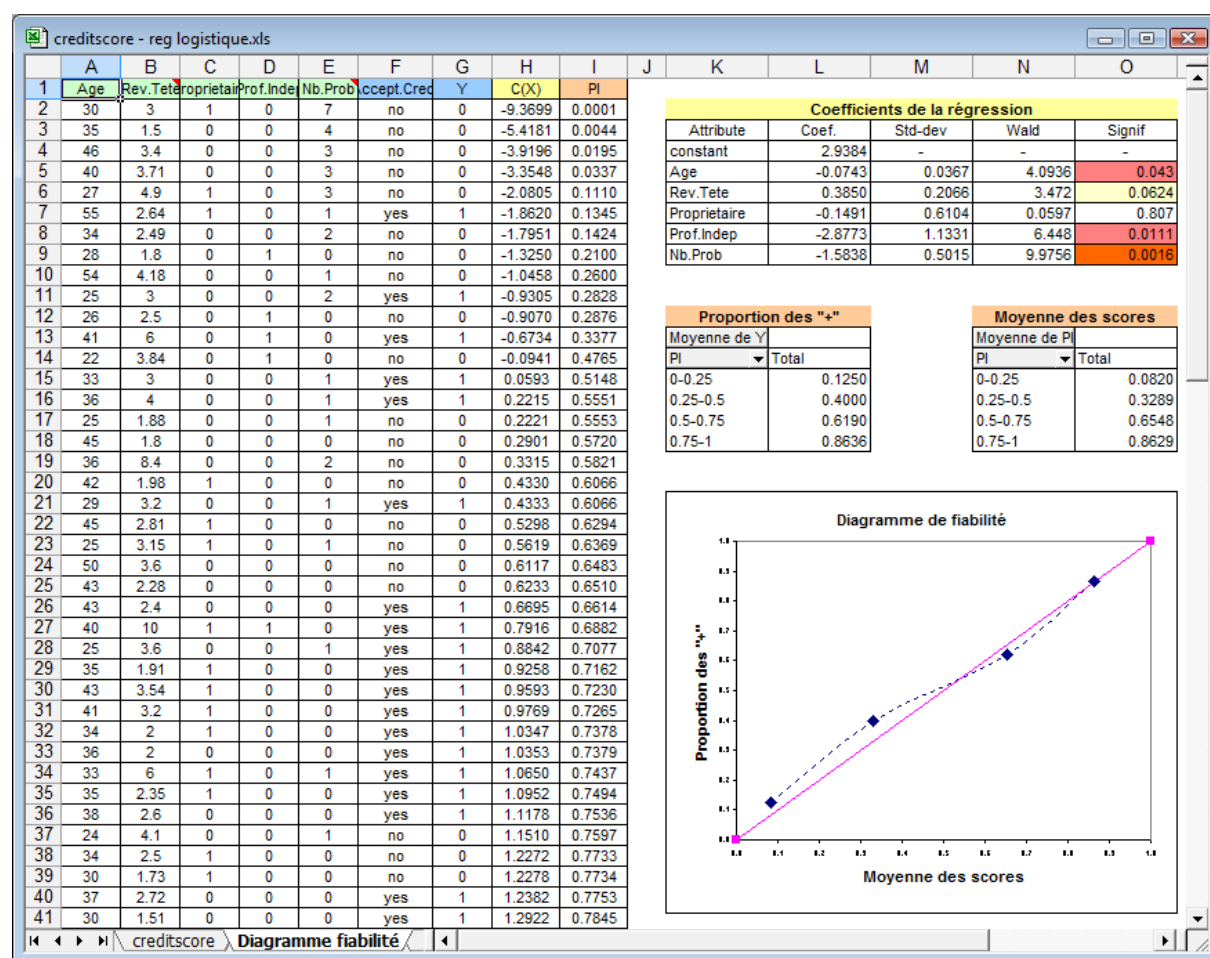 creditscore - reg logistique.xls
A B C D E F G H I J K L M N O
1 Age Rev.Tete roprietair Prof.Indep Nb.Prob Accept.Cred Y C(X) PI
2 30 3 1 0 7 no 0 -9.3699 0.0001
3 35 1.5 0 0 4 no 0 -5.4181 0.0044
4 46 3.4 0 0 3 no 0 -3.9196 0.0195
5 40 3.71 0 0 3 no 0 -3.3548 0.0337
6 27 4.9 1 0 3 no 0 -2.0805 0.1110
7 55 2.64 1 0 1 yes 1 -1.8620 0.1345
8 34 2.49 0 0 2 no 0 -1.7951 0.1424
9 28 1.8 0 1 0 no 0 -1.3250 0.2100
10 54 4.18 0 0 1 no 0 -1.0458 0.2600
11 25 3 0 0 2 yes 1 -0.9305 0.2828
12 26 2.5 0 1 0 no 0 -0.9070 0.2876
13 41 6 0 1 0 yes 1 -0.6734 0.3377
14 22 3.84 0 1 0 no 0 -0.0941 0.4765
15 33 3 0 0 1 yes 1 0.0593 0.5148
16 36 4 0 0 1 yes 1 0.2215 0.5551
17 25 1.88 0 0 1 no 0 0.2221 0.5553
18 45 1.8 0 0 0 no 0 0.2901 0.5720
19 36 8.4 0 0 2 no 0 0.3315 0.5821
20 42 1.98 1 0 0 no 0 0.4330 0.6066
21 29 3.2 0 0 1 yes 1 0.4333 0.6066
22 45 2.81 1 0 0 no 0 0.5298 0.6294
23 25 3.15 1 0 1 no 0 0.5619 0.6369
24 50 3.6 0 0 0 no 0 0.6117 0.6483
25 43 2.28 0 0 0 no 0 0.6233 0.6510
26 43 2.4 0 0 0 yes 1 0.6695 0.6614
27 40 10 1 1 0 yes 1 0.7916 0.6882
28 25 3.6 0 0 1 yes 1 0.8842 0.7077
29 35 1.91 1 0 0 yes 1 0.9258 0.7162
30 43 3.54 1 0 0 yes 1 0.9593 0.7230
31 41 3.2 1 0 0 yes 1 0.9769 0.7265
32 34 2 1 0 0 yes 1 1.0347 0.7378
33 36 2 0 0 0 yes 1 1.0353 0.7379
34 33 6 1 0 1 yes 1 1.0650 0.7437
35 35 2.35 1 0 0 yes 1 1.0952 0.7494
36 38 2.6 0 0 0 yes 1 1.1178 0.7536
37 24 4.1 0 0 1 no 0 1.1510 0.7597
38 34 2.5 1 0 0 no 0 1.2272 0.7733
39 30 1.73 1 0 0 no 0 1.2278 0.7734
40 37 2.72 0 0 0 yes 1 1.2382 0.7753
41 30 1.51 0 0 0 yes 1 1.2922 0.7845
Coefficients de la régression
Attribute Coef. Std-dev Wald Signif
constant 2.9384 - - -
Age -0.0743 0.0367 4.0936 0.043
Rev.Tete 0.3850 0.2066 3.472 0.0624
Proprietaire -0.1491 0.6104 0.0597 0.807
Prof.Indep -2.8773 1.1331 6.448 0.0111
Nb.Prob -1.5838 0.5015 9.9756 0.0016
Proportion des "+"
Moyenne de Y
PI Total
0-0.25 0.1250
0.25-0.5 0.4000
0.5-0.75 0.6190
0.75-1 0.8636
Moyenne des scores
Moyenne de PI
PI Total
0-0.25 0.0820
0.25-0.5 0.3289
0.5-0.75 0.6548
0.75-1 0.8629
Diagramme de fiabilité
Proportion des "+"
Moyenne des scores
creditscore Diagramme fiabilité